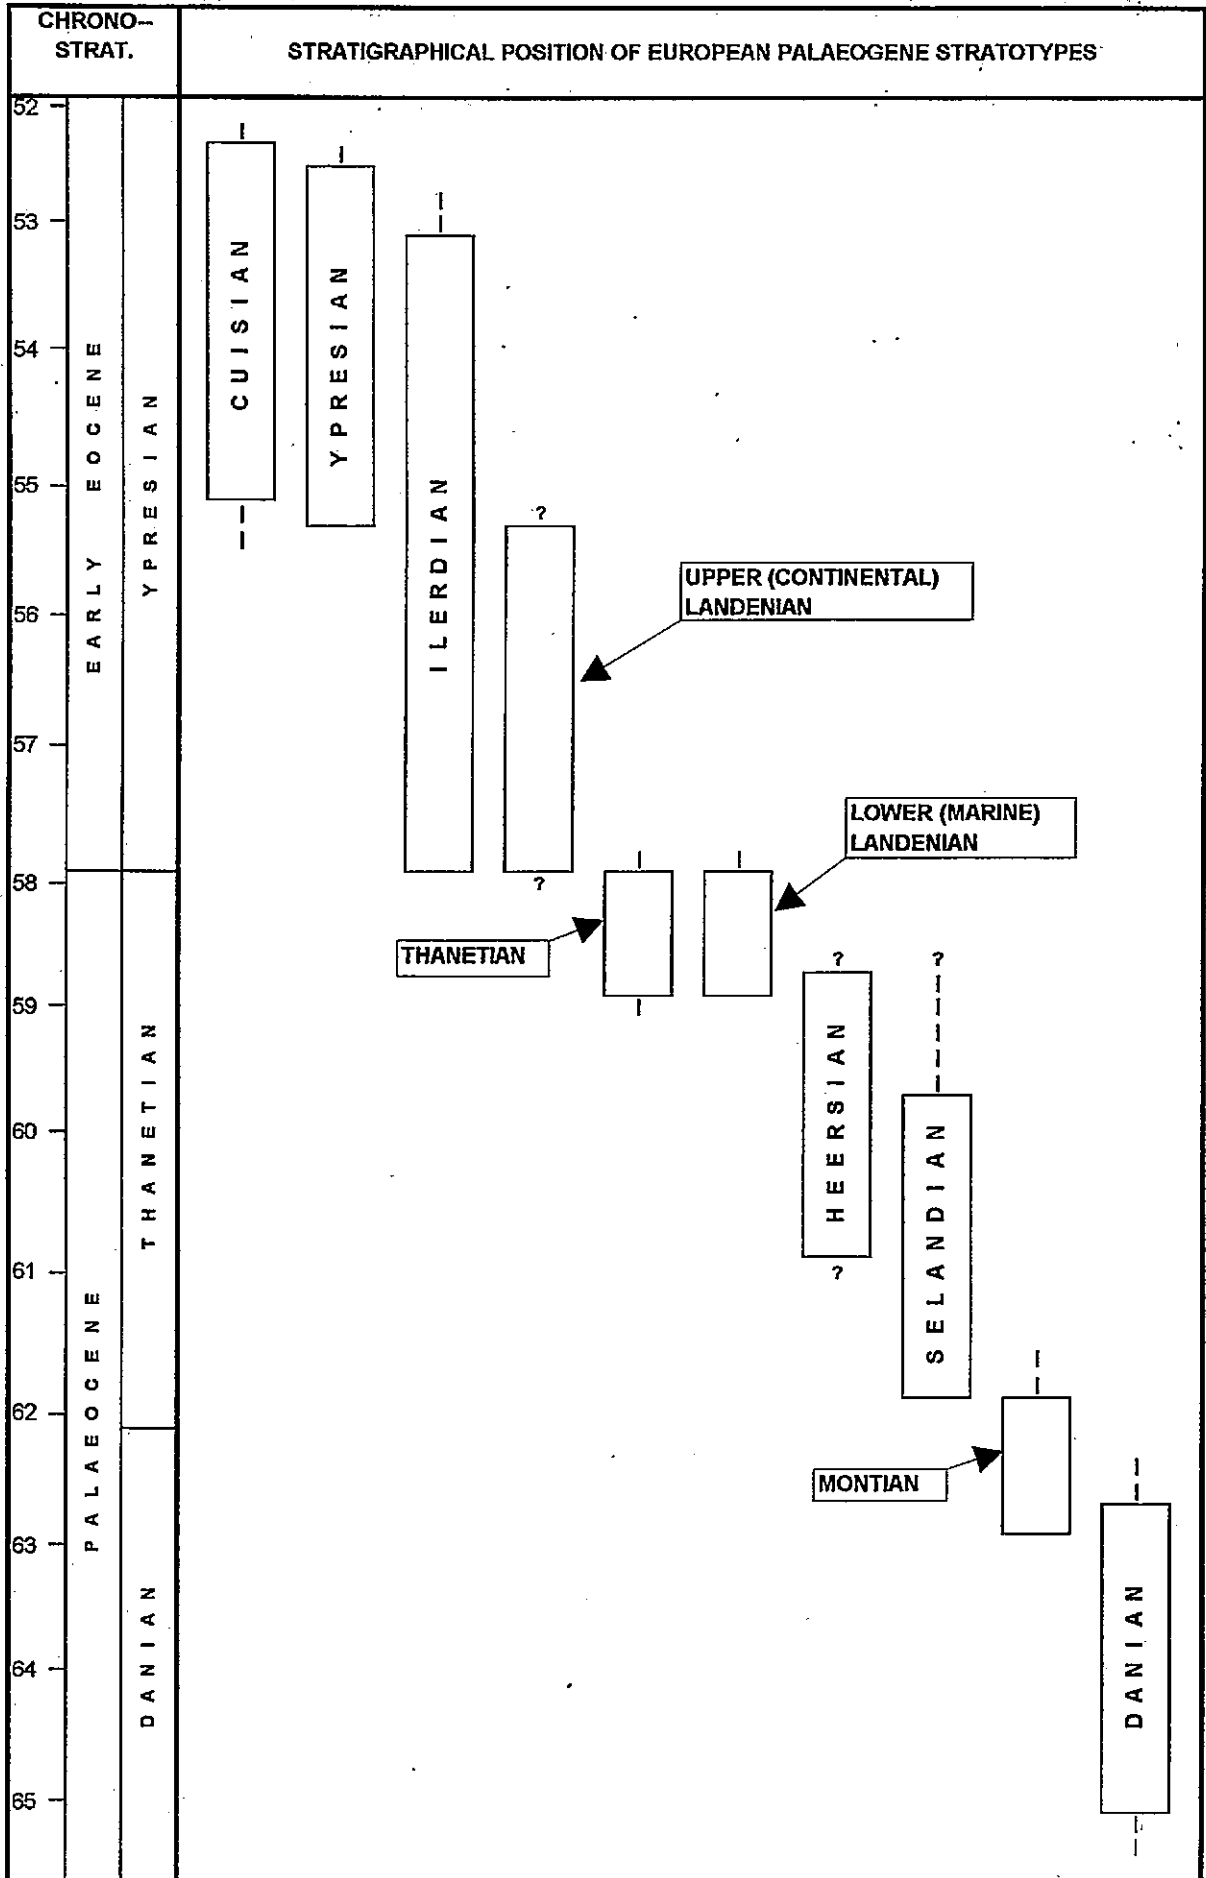 CHRONO-
STRAT.
STRATIGRAPHICAL POSITION OF EUROPEAN PALAEOGENE STRATOTYPES
52
53
54
55
56
57
58
59
60
61
62
63
64
65
EARLY EOCENE
PALAEOCENE
YPRESIAN
THANETIAN
DANIAN
CUISIAN
YPRESIAN
ILERDIAN
?
?
UPPER (CONTINENTAL)
LANDENIAN
LOWER (MARINE)
LANDENIAN
THANETIAN
?
HEERSIAN
?
?
SELANDIAN
MONTIAN
DANIAN